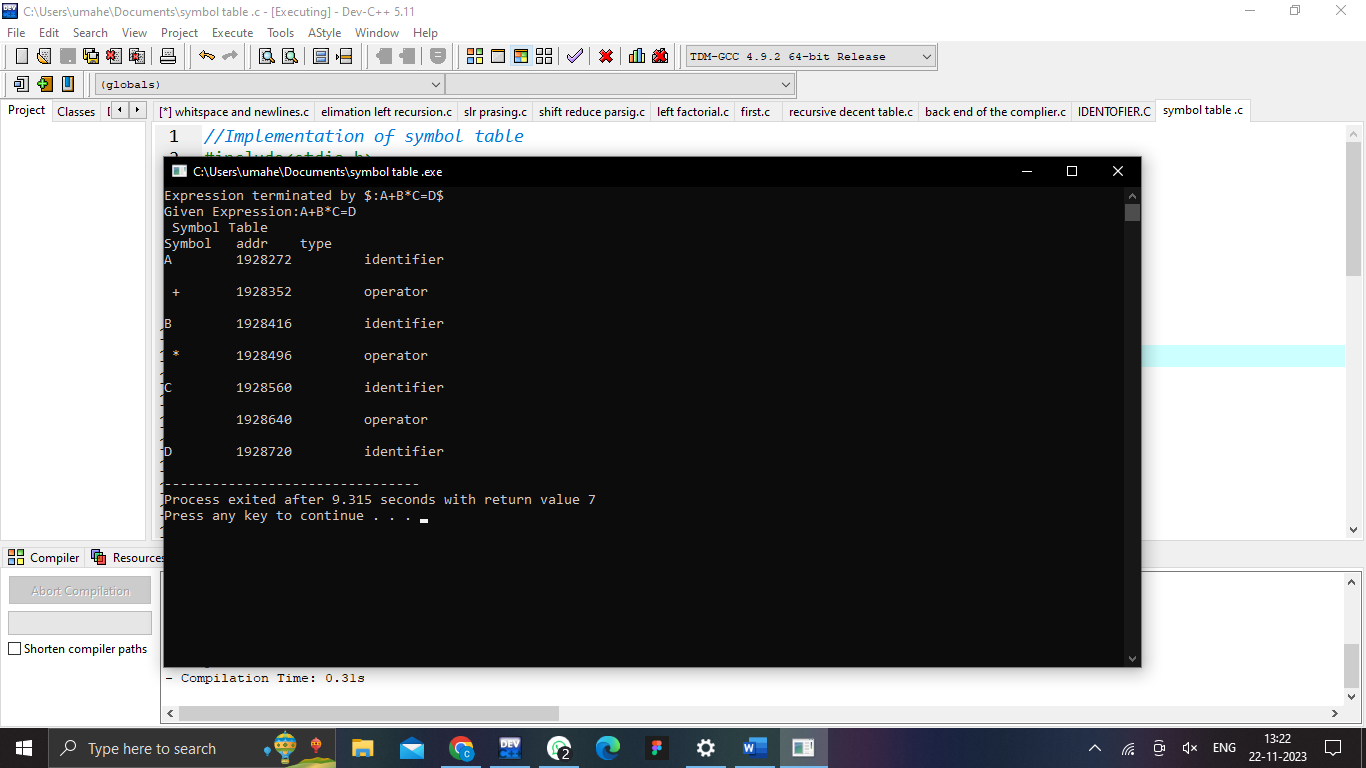 C:\Users\umahe\Documents\symbol table .c - [Executing] - Dev-C++ 5.11
File Edit Search View Project Execute Tools AStyle Window Help
TDM-GCC 4.9.2 64-bit Release
(globals)
Project Classes
[*] whitspace and newlines.c elimation left recursion.c slr prasing.c shift reduce parsig.c left factorial.c first.c recursive decent table.c back end of the complier.c IDENTOFIER.C symbol table .c
1 //Implementation of symbol table
C:\Users\umahe\Documents\symbol table .exe
Expression terminated by $:A+B*C=D$
Given Expression:A+B*C=D
Symbol Table
Symbol addr type
A 1928272 identifier
+ 1928352 operator
B 1928416 identifier
* 1928496 operator
C 1928560 identifier
1928640 operator
D 1928720 identifier
--------------------------------
Process exited after 9.315 seconds with return value 7
Press any key to continue . . .
Compiler Resources
Abort Compilation
Shorten compiler paths
- Compilation Time: 0.31s
Type here to search
DEV
C
2
W
ENG
13:22
22-11-2023